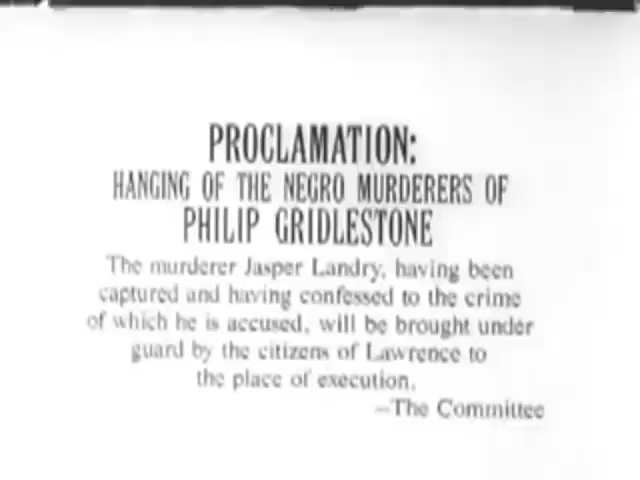 PROCLAMATION:
HANGING OF THE NEGRO MURDERERS OF
PHILIP GRIDLESTONE
The murderer Jasper Landry, having been
captured and having confessed to the crime
of which he is accused, will be brought under
guard by the citizens of Lawrence to
the place of execution.
—The Committee